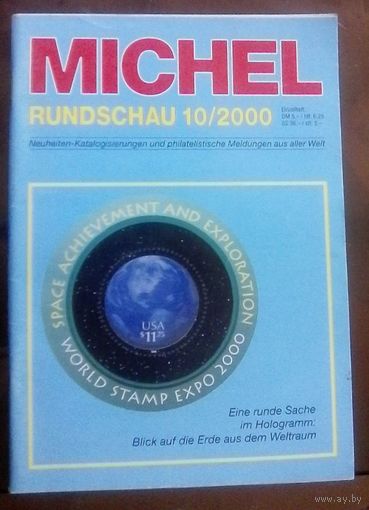 MICHEL
RUNDSCHAU 10/2000
Einzelheft
Neuheiten-Katalogisierungen und philatelistische Meldungen aus aller Welt
SPACE ACHIEVEMENT AND EXPLORATION
USA
$11.75
WORLD STAMP EXPO 2000
Eine runde Sache
im Hologramm:
Blick auf die Erde aus dem Weltraum
www.ay.by